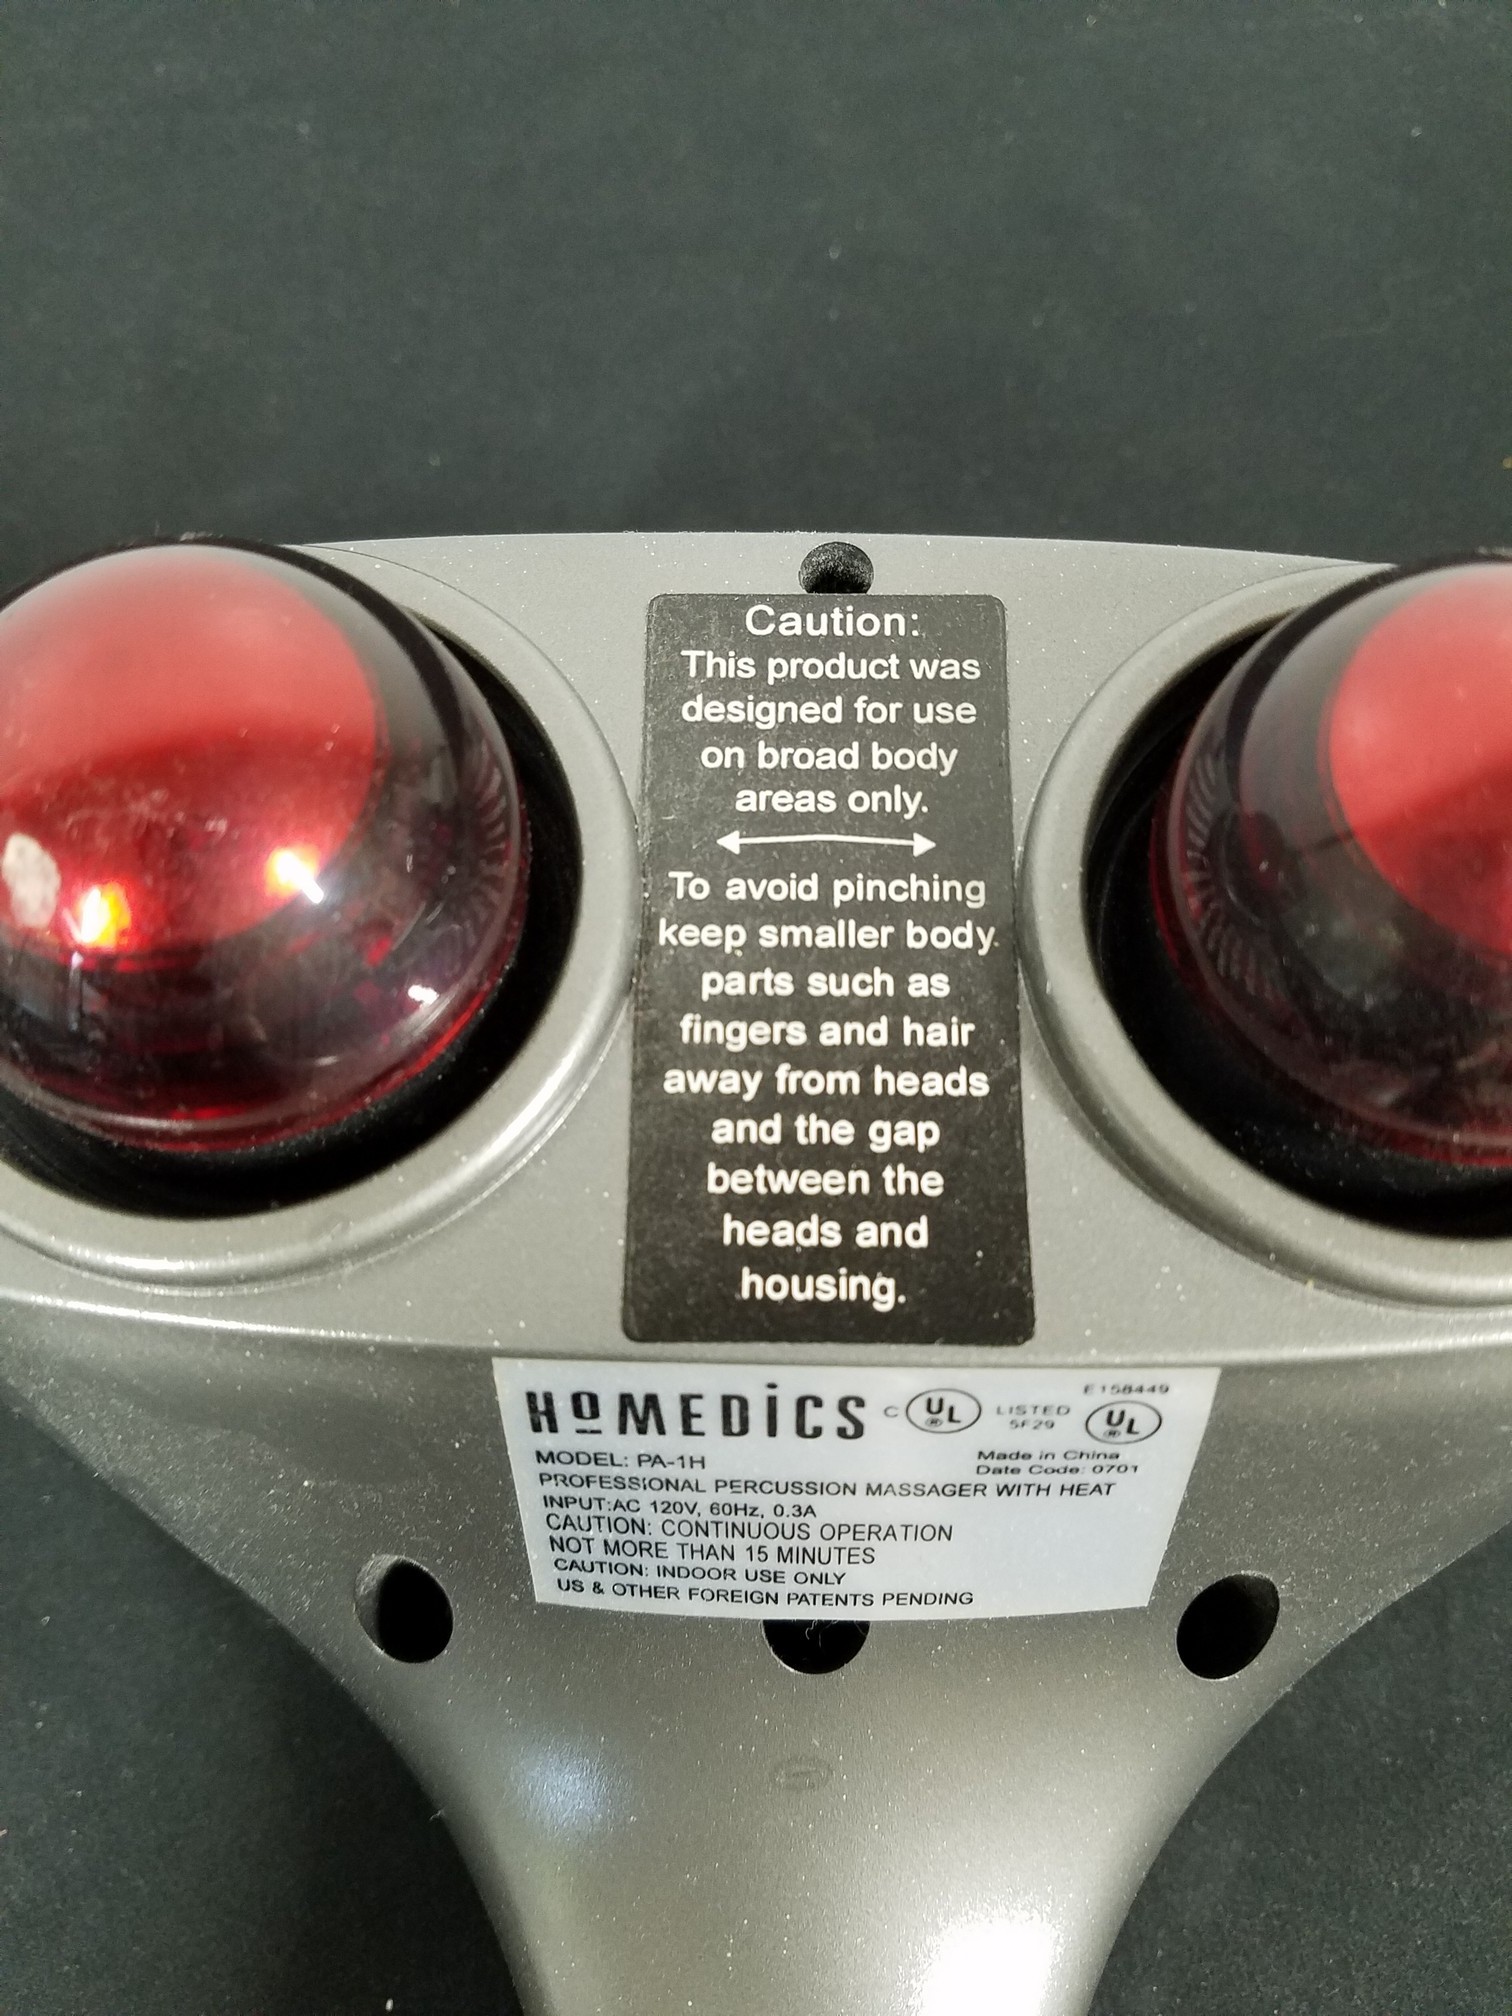 Caution:
This product was
designed for use
on broad body
areas only.
To avoid pinching
keep smaller body
parts such as
fingers and hair
away from heads
and the gap
between the
heads and
housing.
HoMEDiCS
C UL ® LISTED 5F29 E158449 UL ®
MODEL: PA-1H
Made in China
Date Code: 0701
PROFESSIONAL PERCUSSION MASSAGER WITH HEAT
INPUT:AC 120V, 60Hz, 0.3A
CAUTION: CONTINUOUS OPERATION
NOT MORE THAN 15 MINUTES
CAUTION: INDOOR USE ONLY
US & OTHER FOREIGN PATENTS PENDING